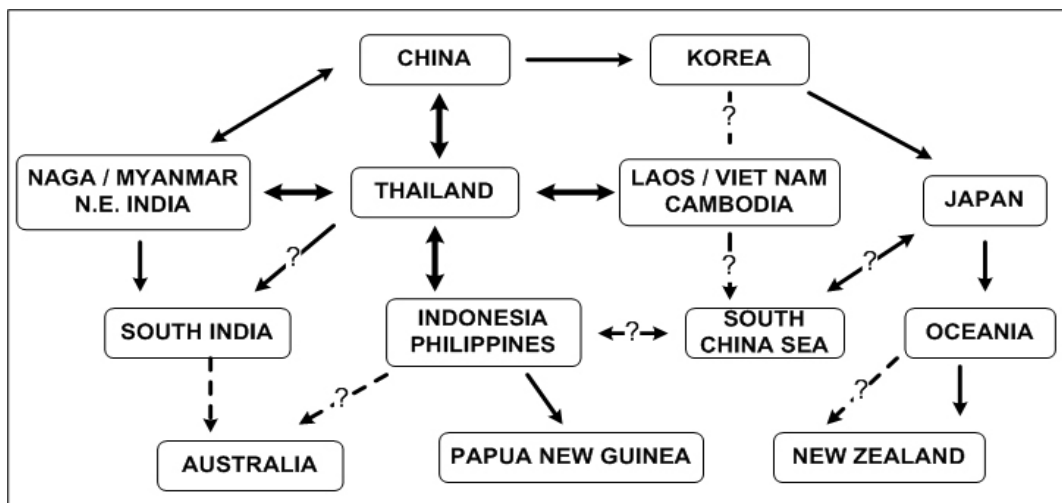 CHINA
KOREA
?
NAGA / MYANMAR
N.E. INDIA
THAILAND
LAOS / VIET NAM
CAMBODIA
JAPAN
?
?
?
SOUTH INDIA
INDONESIA
PHILIPPINES
?
SOUTH
CHINA SEA
OCEANIA
?
?
AUSTRALIA
PAPUA NEW GUINEA
NEW ZEALAND